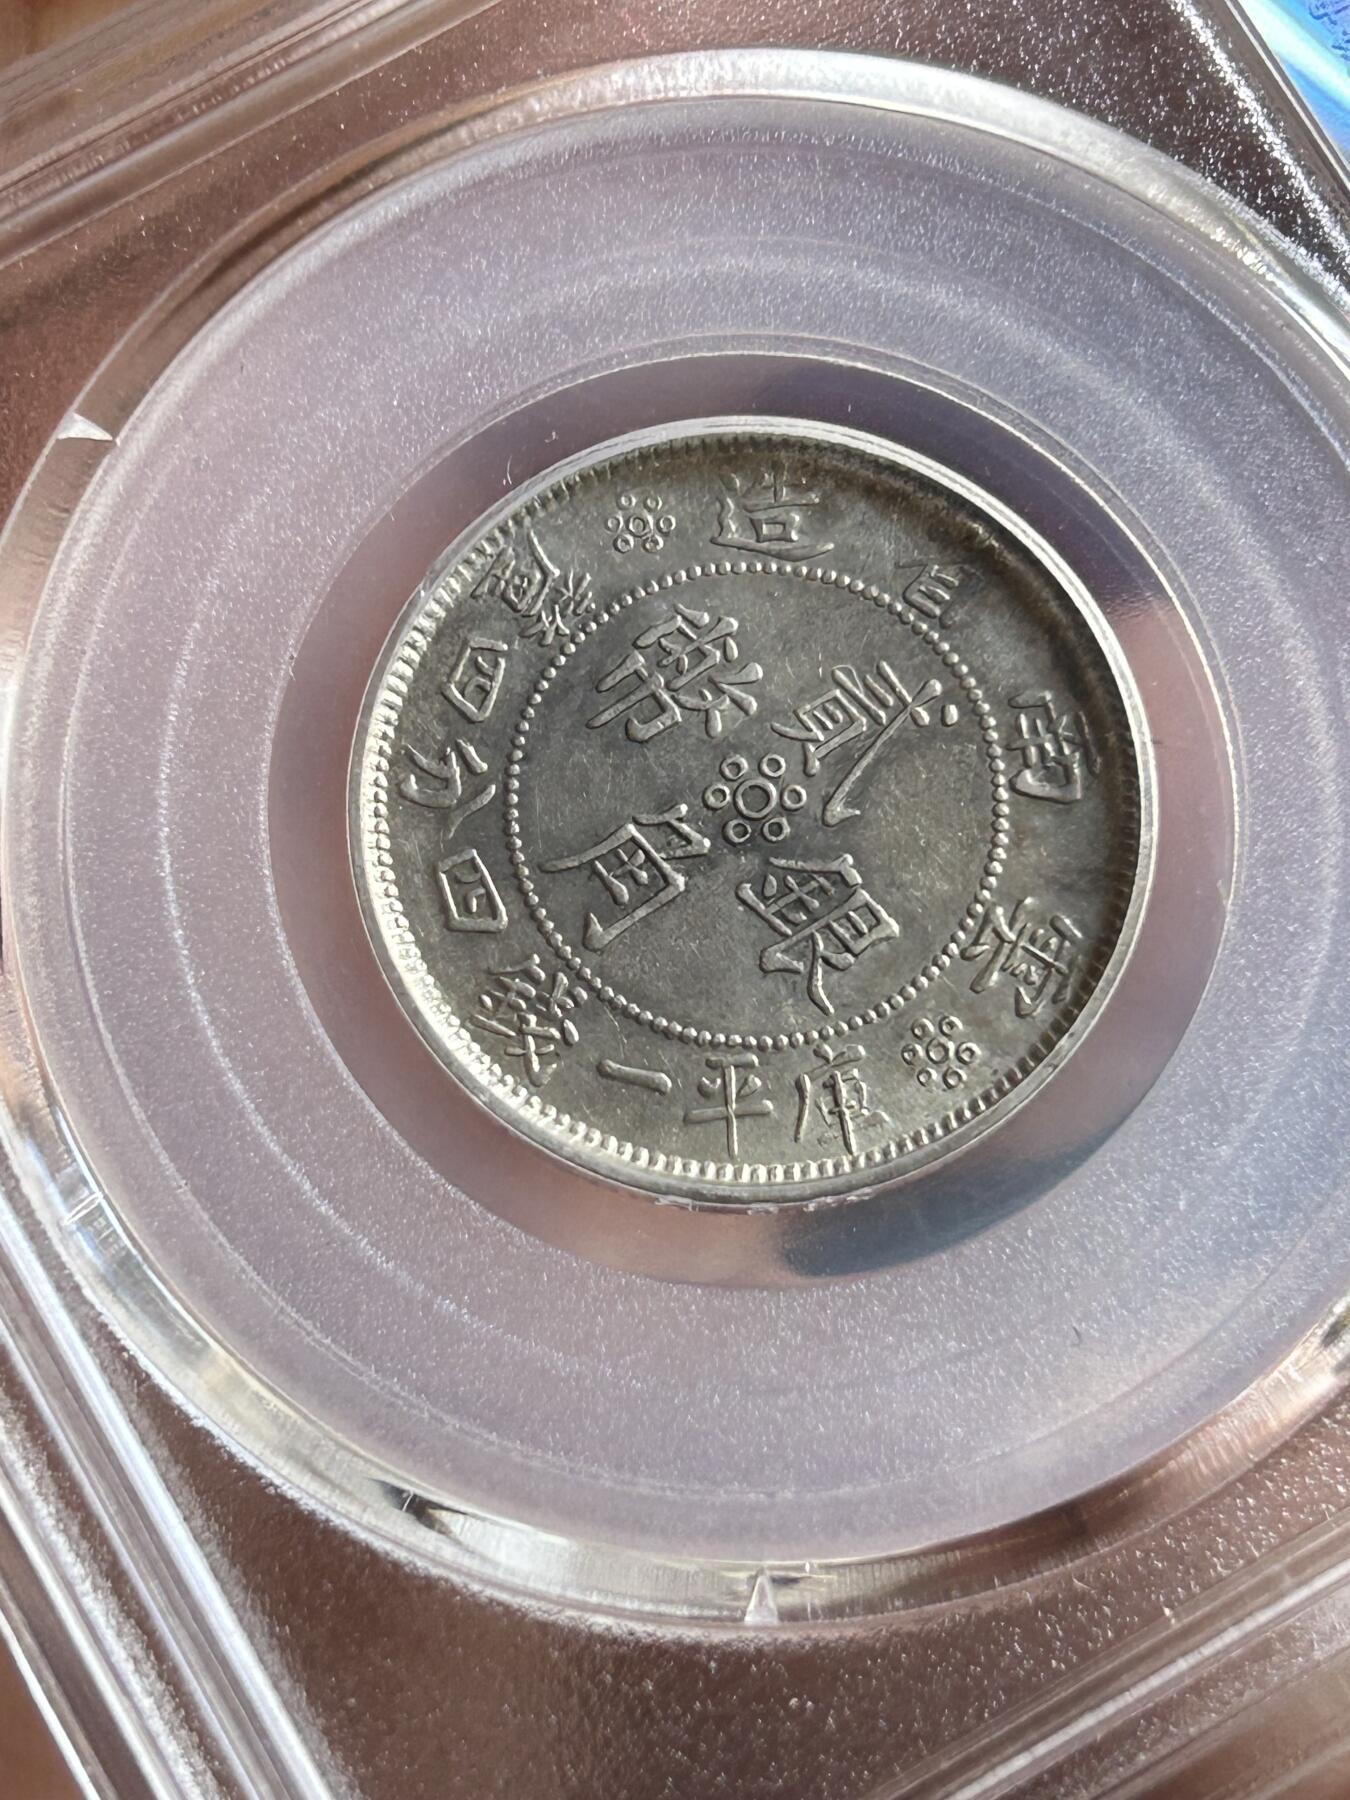 雲南省造
貳角銀幣
庫平一錢四分四釐